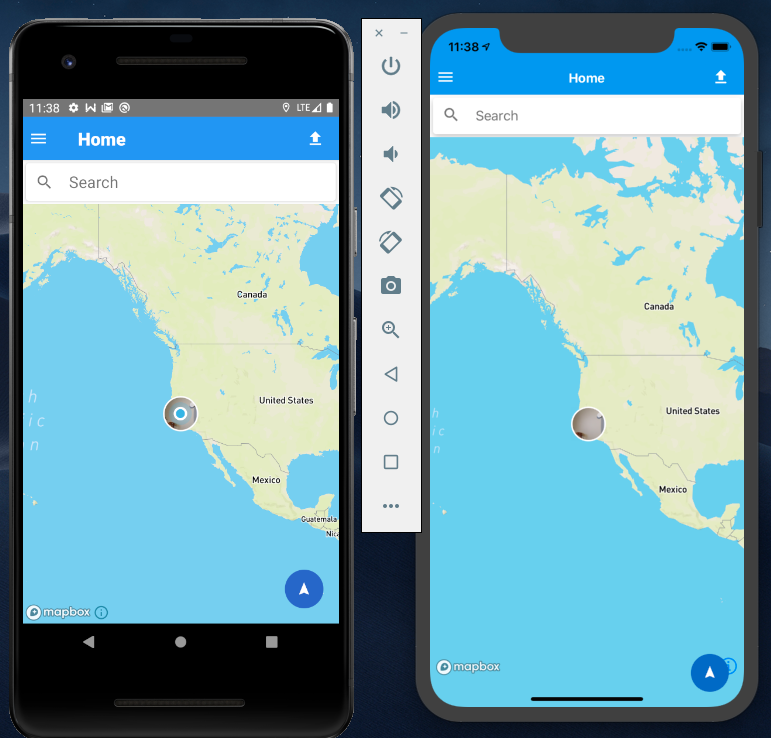 11:38
LTE
Home
Search
Canada
United States
h
i c
n
Mexico
Guatemala
Nic
mapbox
11:38
Home
Search
Canada
United States
h
i c
n
Mexico
mapbox